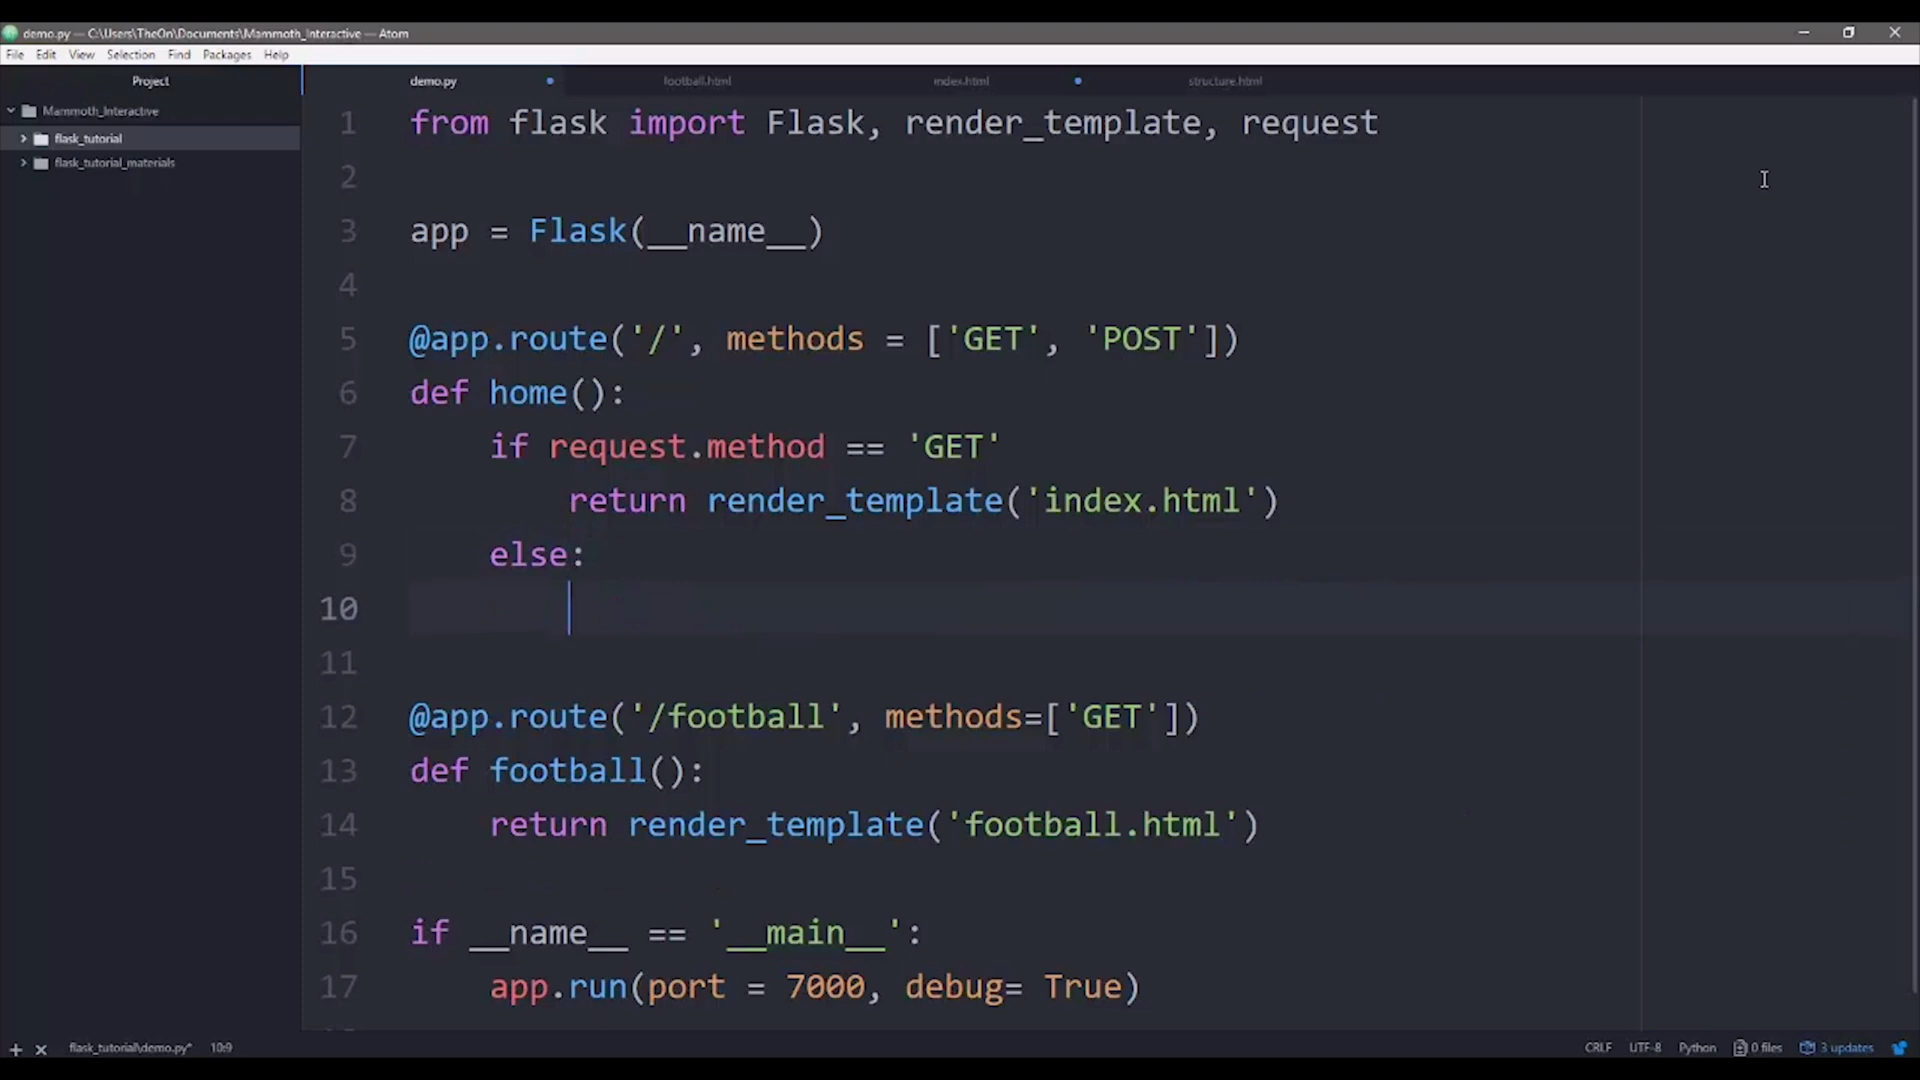 demo.py — C:\Users\TheOn\Documents\Mammoth_Interactive — Atom
File Edit View Selection Find Packages Help
Project demo.py football.html index.html structure.html
Mammoth_Interactive
flask_tutorial
flask_tutorial_materials
1 from flask import Flask, render_template, request
2
3 app = Flask(__name__)
4
5 @app.route('/', methods = ['GET', 'POST'])
6 def home():
7 if request.method == 'GET'
8 return render_template('index.html')
9 else:
10
11
12 @app.route('/football', methods=['GET'])
13 def football():
14 return render_template('football.html')
15
16 if __name__ == '__main__':
17 app.run(port = 7000, debug= True)
flask_tutorial\demo.py* 10:9 CRLF UTF-8 Python 0 files 3 updates